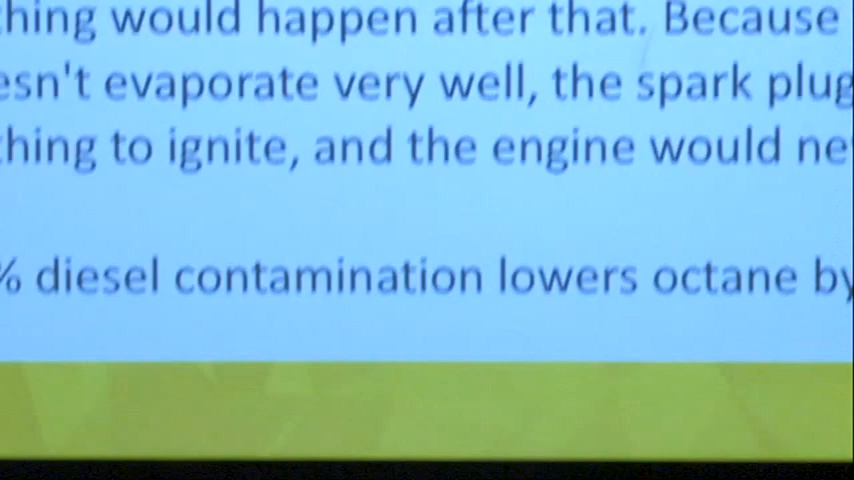 hing would happen after that. Because
esn't evaporate very well, the spark plug
hing to ignite, and the engine would ne
% diesel contamination lowers octane by